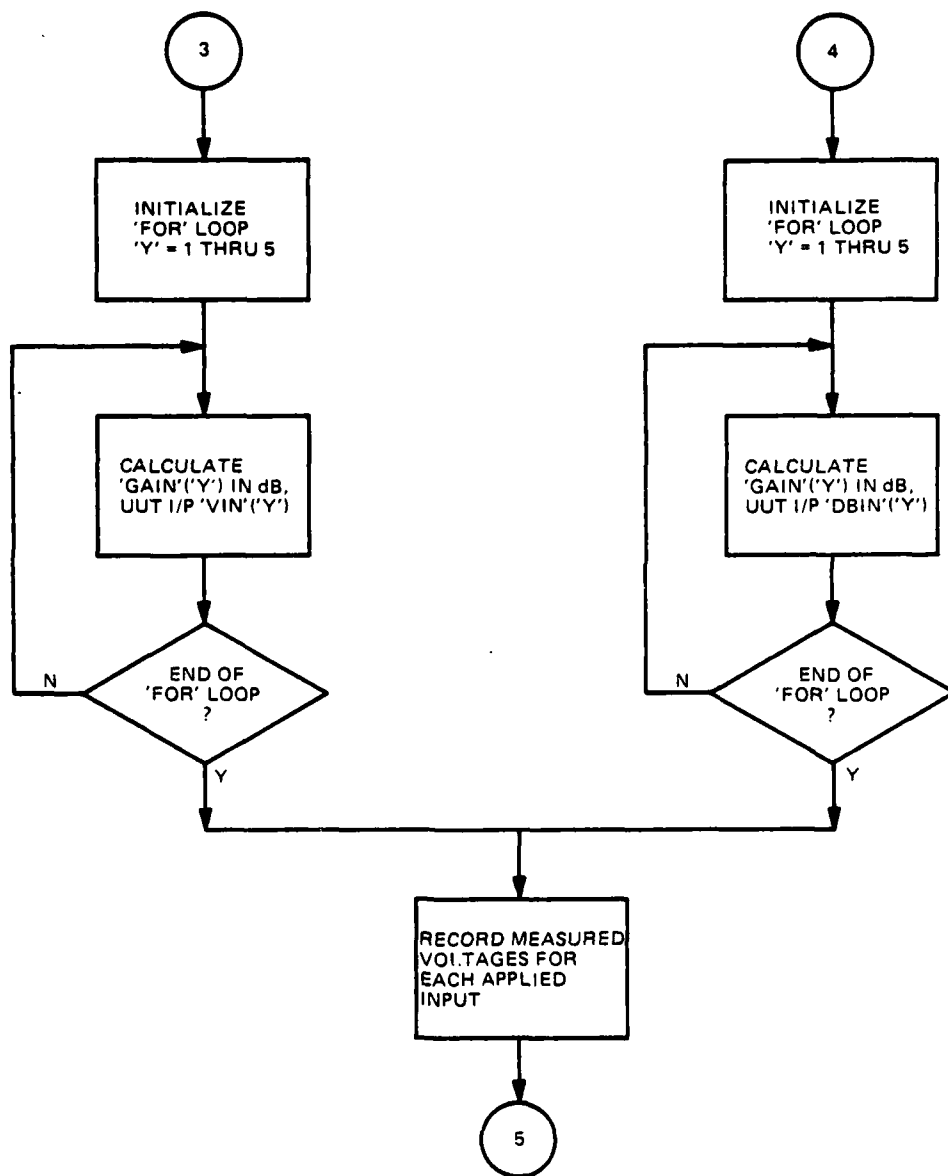 3
INITIALIZE
'FOR' LOOP
'Y' = 1 THRU 5
CALCULATE
'GAIN'('Y') IN dB,
UUT I/P 'VIN'('Y')
END OF
'FOR' LOOP
?
N
Y
4
INITIALIZE
'FOR' LOOP
'Y' = 1 THRU 5
CALCULATE
'GAIN'('Y') IN dB,
UUT I/P 'DBIN'('Y')
END OF
'FOR' LOOP
?
N
Y
RECORD MEASURED
VOLTAGES FOR
EACH APPLIED
INPUT
5